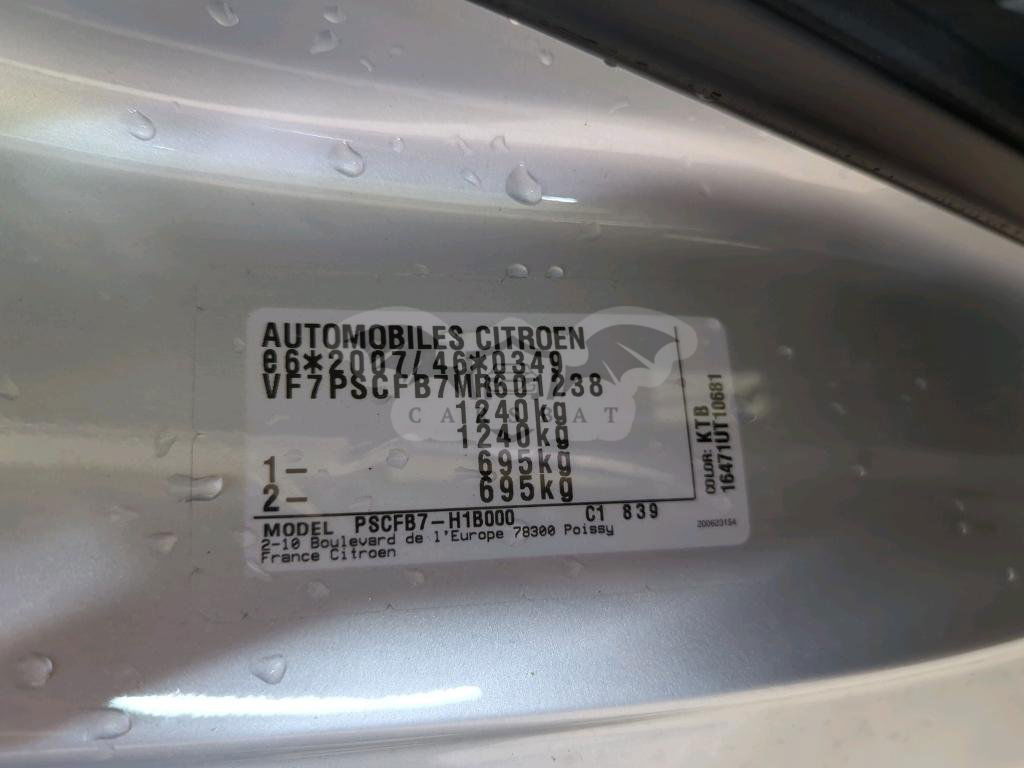 AUTOMOBILES CITROEN
e6*2007/46*0349
VF7PSCFB7MR601238
1240kg
1240kg
1- 695kg
2- 695kg
MODEL PSCFB7-H1B000 C1 839
2-10 Boulevard de l'Europe 78300 Poissy
France Citroen
COLOR: KTB
16471UT10681
200623154